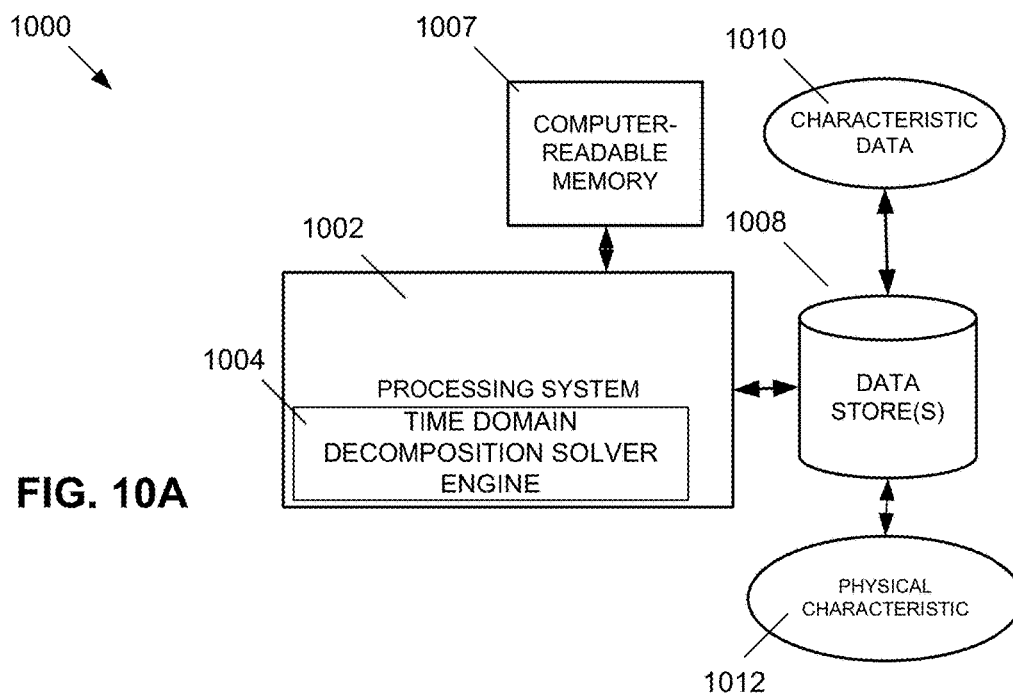 1000
1007
COMPUTER-
READABLE
MEMORY
1010
CHARACTERISTIC
DATA
1002
1008
1004
PROCESSING SYSTEM
TIME DOMAIN
DECOMPOSITION SOLVER
ENGINE
DATA
STORE(S)
FIG. 10A
PHYSICAL
CHARACTERISTIC
1012